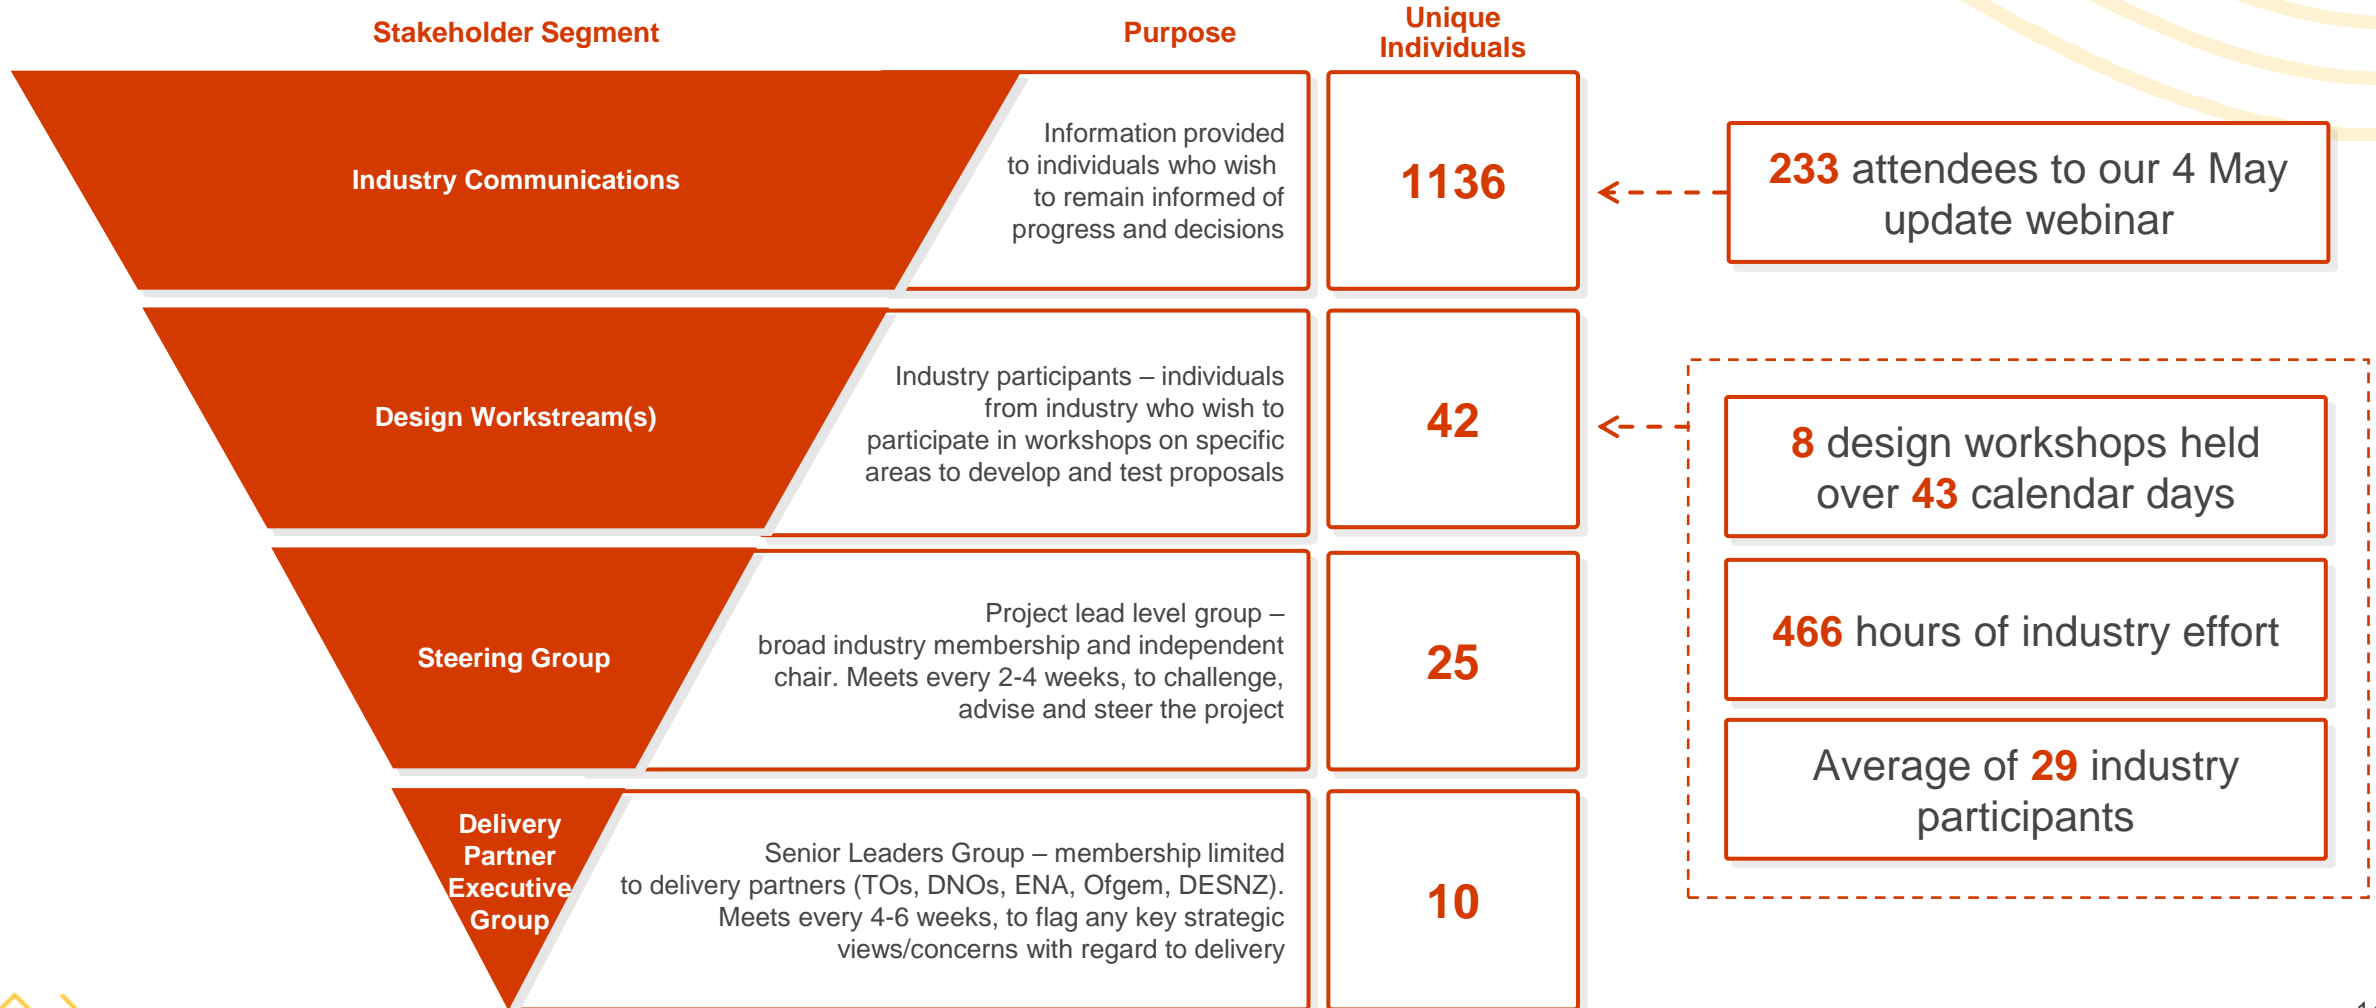 Stakeholder Segment
Purpose
Unique
Individuals
Industry Communications
Information provided
to individuals who wish
to remain informed of
progress and decisions
1136
233 attendees to our 4 May
update webinar
Design Workstream(s)
Industry participants – individuals
from industry who wish to
participate in workshops on specific
areas to develop and test proposals
42
8 design workshops held
over 43 calendar days
466 hours of industry effort
Average of 29 industry
participants
Steering Group
Project lead level group –
broad industry membership and independent
chair. Meets every 2-4 weeks, to challenge,
advise and steer the project
25
Delivery
Partner
Executive
Group
Senior Leaders Group – membership limited
to delivery partners (TOs, DNOs, ENA, Ofgem, DESNZ).
Meets every 4-6 weeks, to flag any key strategic
views/concerns with regard to delivery
10